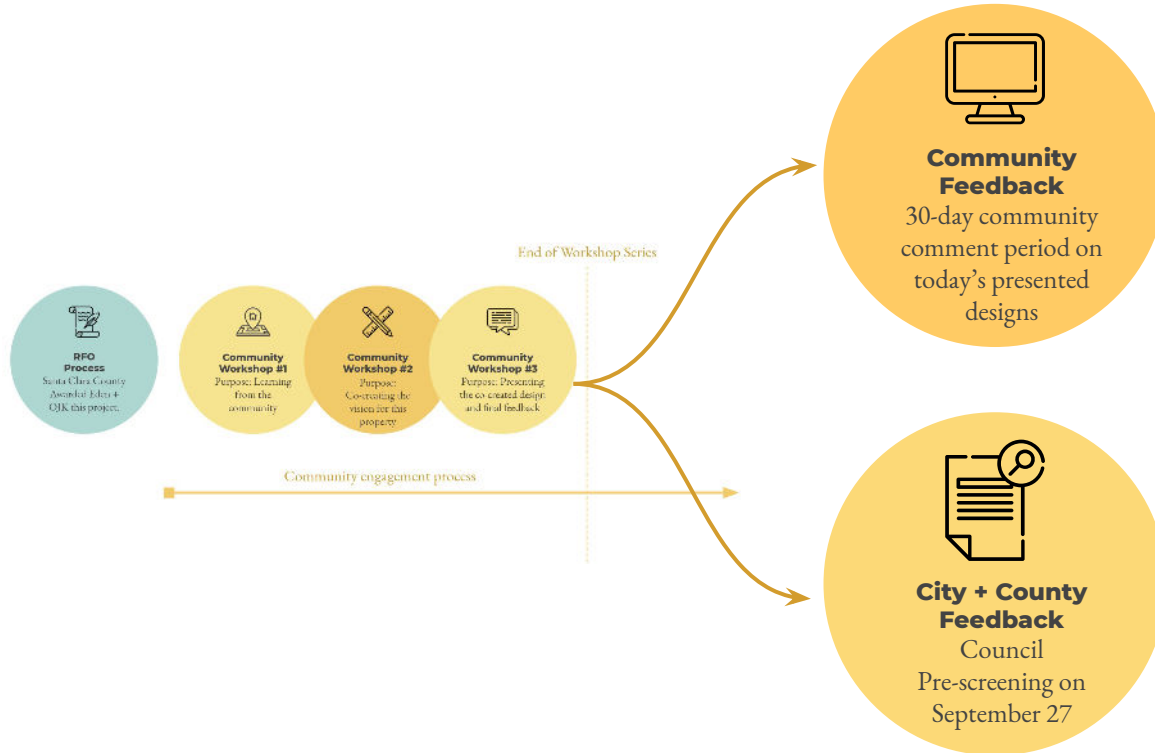 RFO
Process
Santa Clara County
Awarded Eden +
OJK this project.
Community
Workshop #1
Purpose: Learning
from the
community
Community
Workshop #2
Purpose:
Co-creating the
vision for this
property
Community
Workshop #3
Purpose: Presenting
the co-created design
and final feedback
End of Workshop Series
Community engagement process
Community
Feedback
30-day community
comment period on
today's presented
designs
City + County
Feedback
Council
Pre-screening on
September 27